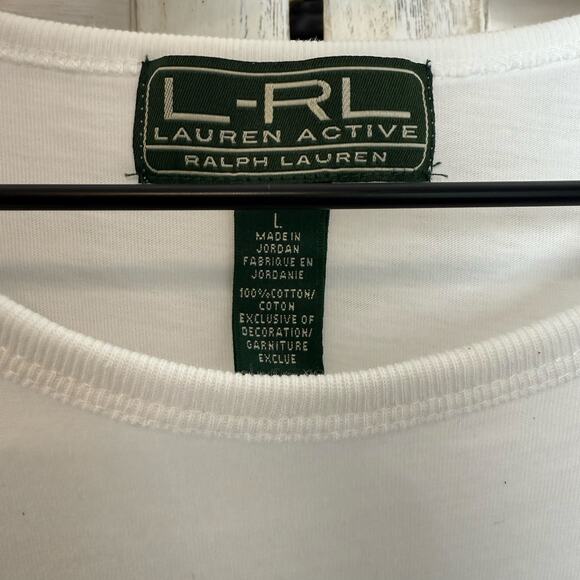 L-RL
LAUREN ACTIVE
RALPH LAUREN
L
MADE IN
JORDAN
FABRIQUE EN
JORDANIE
100% COTTON/
COTON
EXCLUSIVE OF
DECORATION/
GARNITURE
EXCLUE